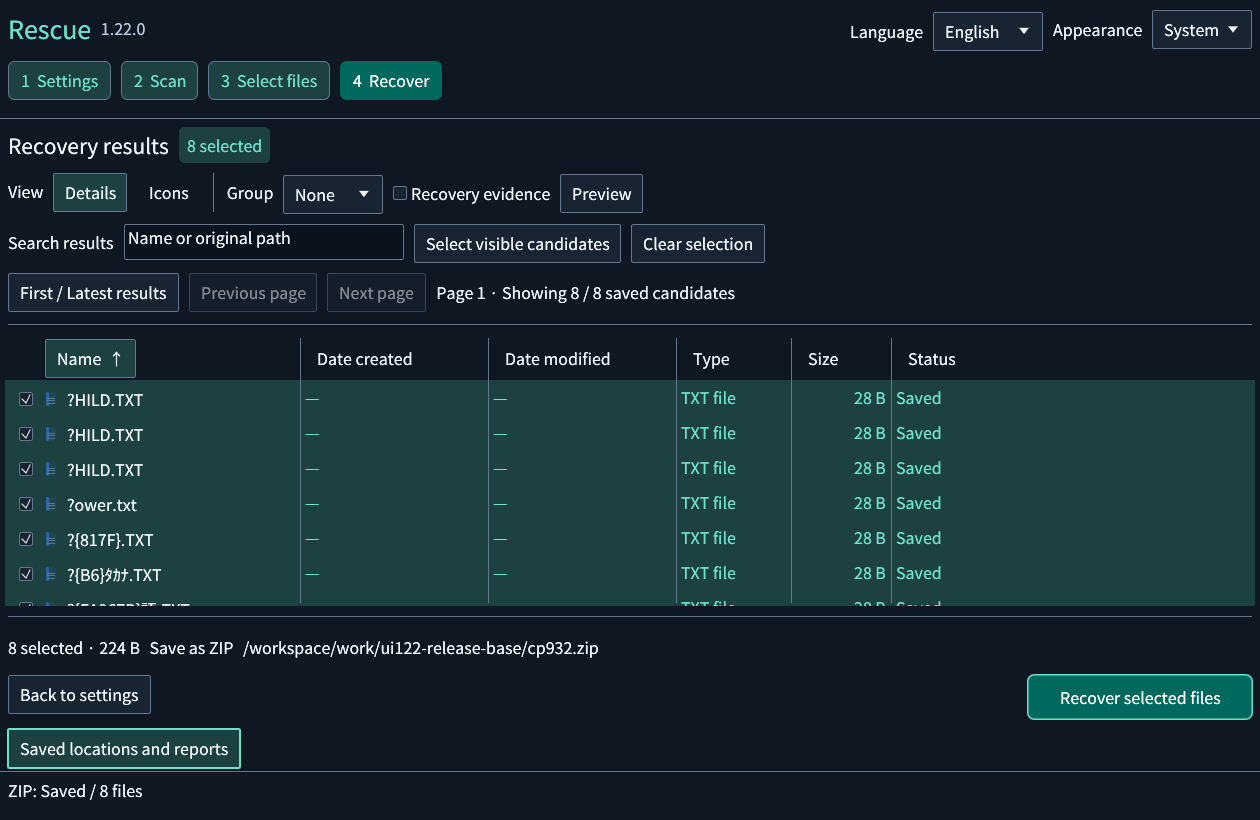 Rescue 1.22.0
Language English Appearance System
1 Settings 2 Scan 3 Select files 4 Recover
Recovery results 8 selected
View Details Icons Group None Recovery evidence Preview
Search results Name or original path Select visible candidates Clear selection
First / Latest results Previous page Next page Page 1 · Showing 8 / 8 saved candidates
Name ↑ Date created Date modified Type Size Status
?HILD.TXT — — TXT file 28 B Saved
?HILD.TXT — — TXT file 28 B Saved
?HILD.TXT — — TXT file 28 B Saved
?ower.txt — — TXT file 28 B Saved
?{817F}.TXT — — TXT file 28 B Saved
?{B6}ﾀｶﾅ.TXT — — TXT file 28 B Saved
TXT file 28 B Saved
8 selected · 224 B Save as ZIP /workspace/work/ui122-release-base/cp932.zip
Back to settings Recover selected files
Saved locations and reports
ZIP: Saved / 8 files